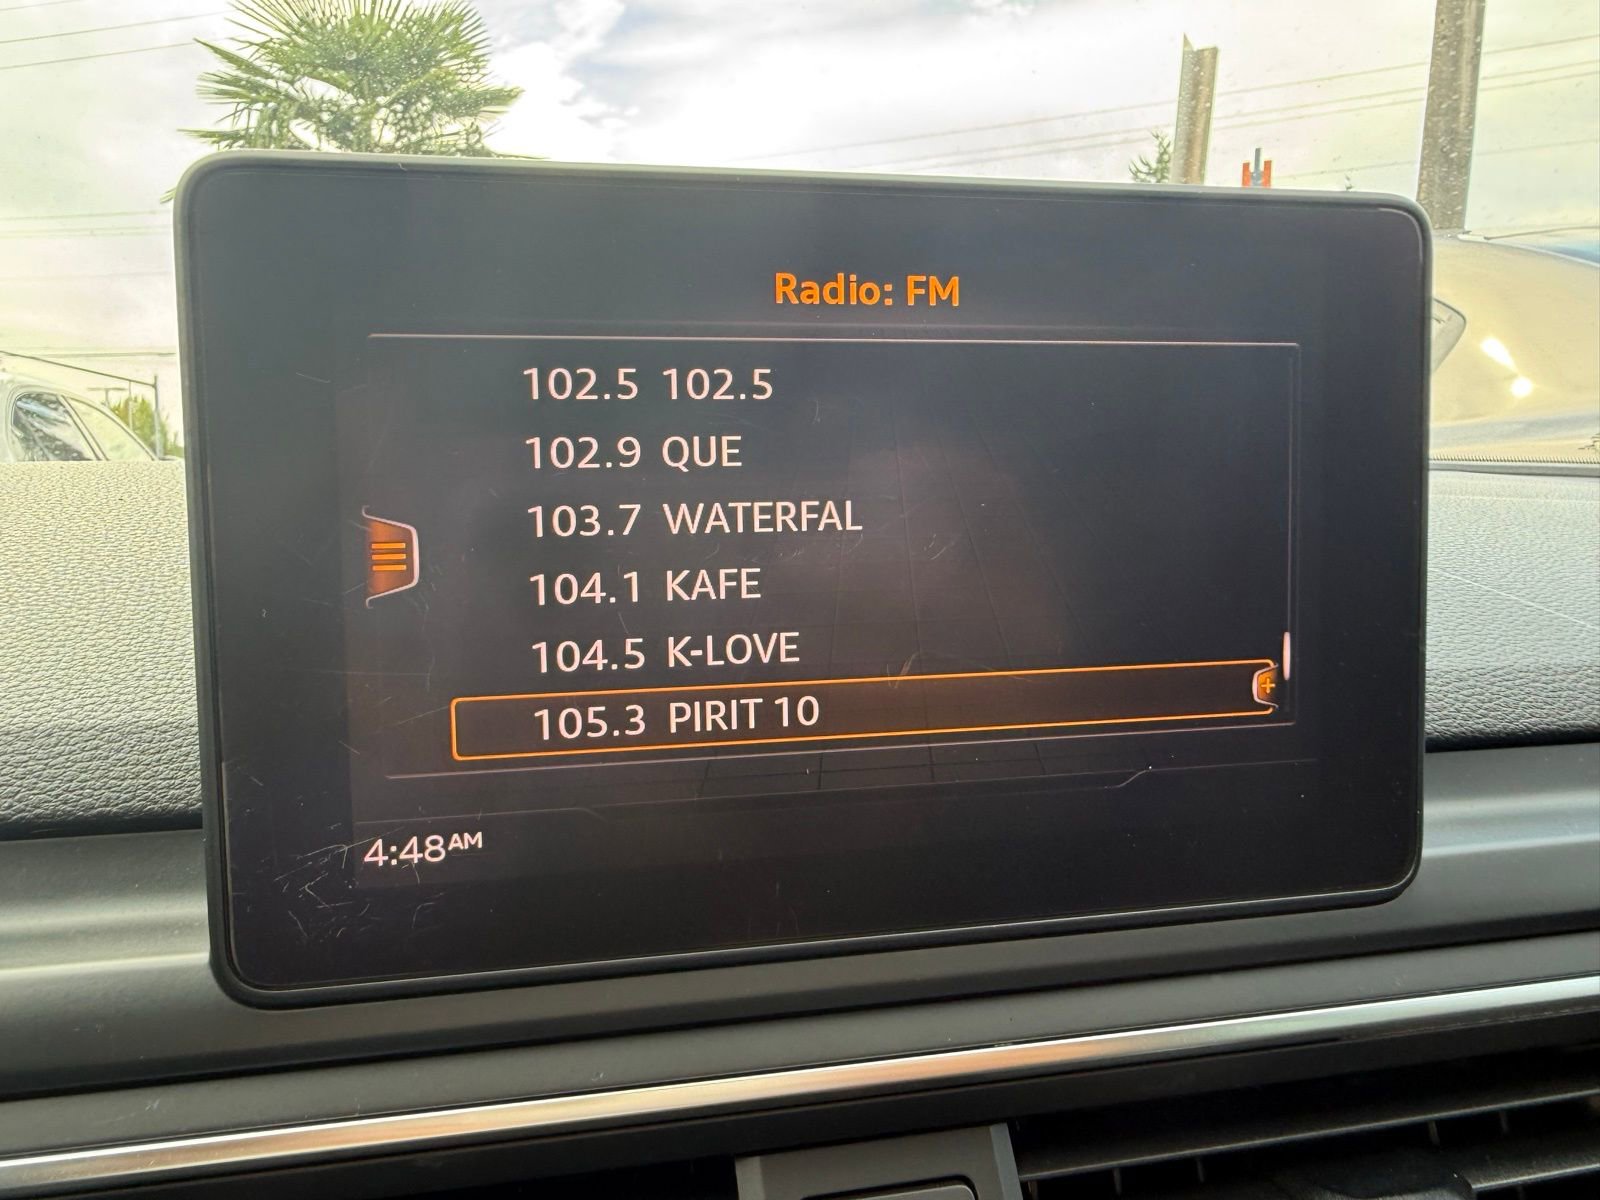 Radio: FM
102.5 102.5
102.9 QUE
103.7 WATERFAL
104.1 KAFE
104.5 K-LOVE
105.3 PIRIT 10
4:48AM